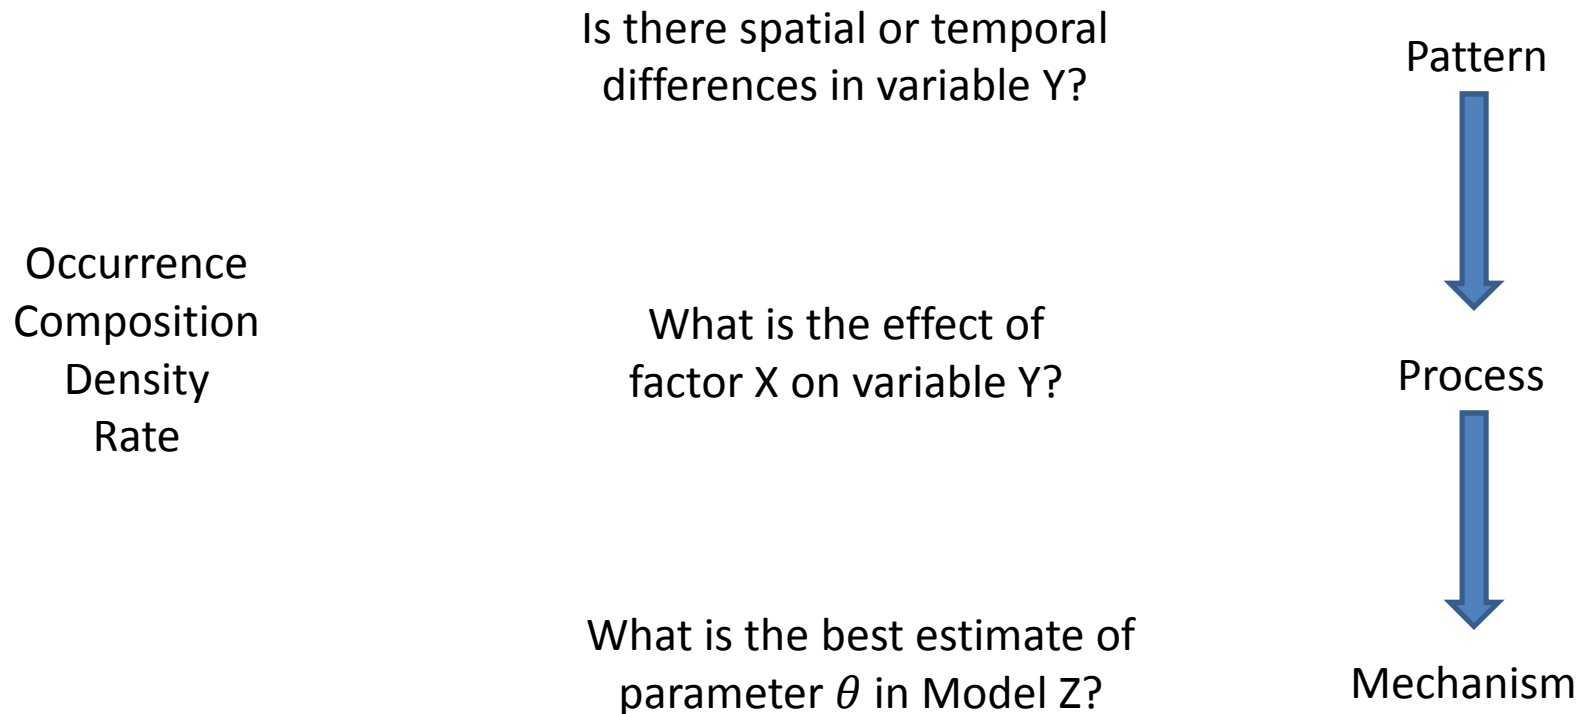 Is there spatial or temporal
differences in variable Y?
Pattern
Occurrence
Composition
Density
Rate
What is the effect of
factor X on variable Y?
Process
What is the best estimate of
parameter 𝜃 in Model Z?
Mechanism